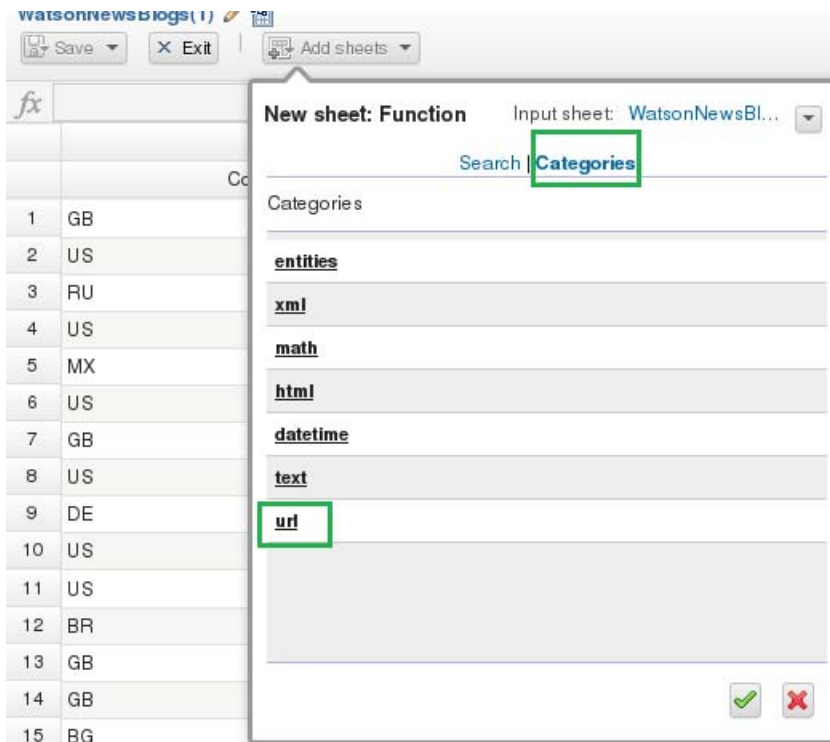 WatsonNewsBlogs(1)
Save Exit Add sheets
fx
New sheet: Function Input sheet: WatsonNewsBl...
Search | Categories
Co
Categories
1 GB
2 US
entities
3 RU
xml
4 US
math
5 MX
html
6 US
7 GB
datetime
8 US
text
9 DE
url
10 US
11 US
12 BR
13 GB
14 GB
15 BG